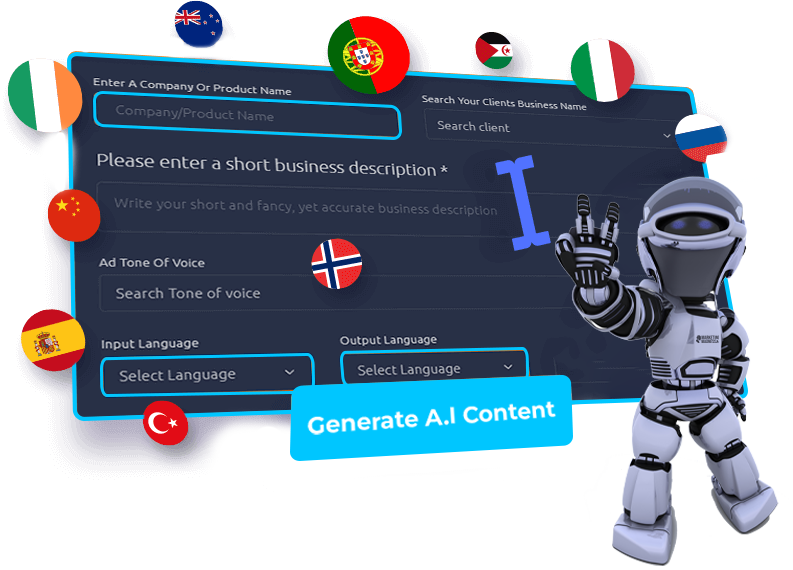 Enter A Company Or Product Name
Company/Product Name
Search Your Clients Business Name
Search client
Please enter a short business description *
Write your short and fancy, yet accurate business description
Ad Tone Of Voice
Search Tone of voice
Input Language
Select Language
Output Language
Select Language
Generate A.I Content
MARKETING